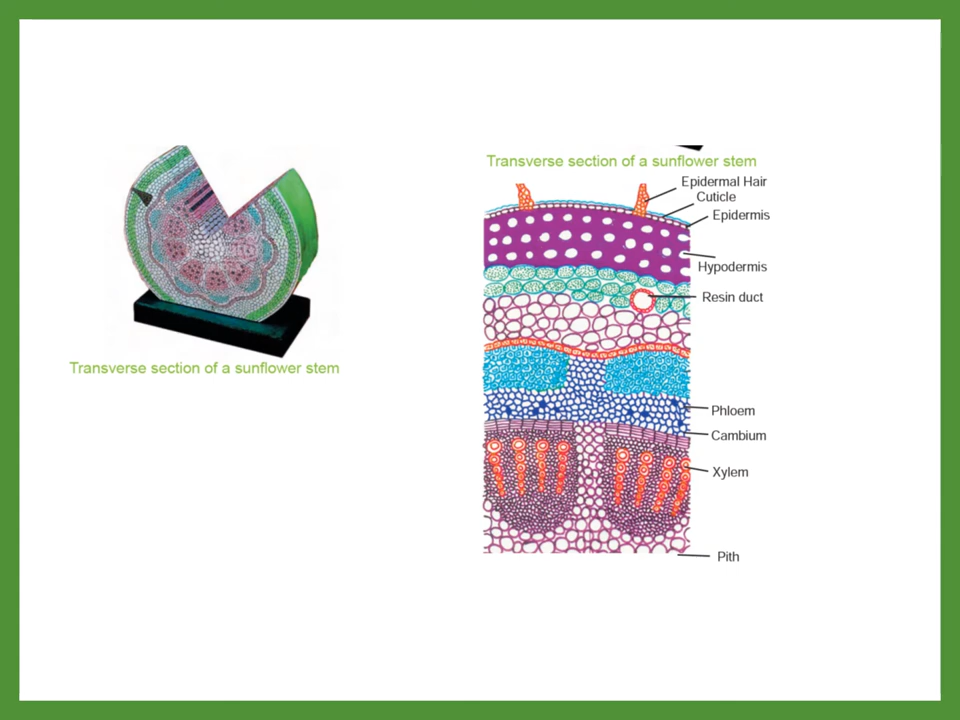 Transverse section of a sunflower stem
Transverse section of a sunflower stem
Epidermal Hair
Cuticle
Epidermis
Hypodermis
Resin duct
Phloem
Cambium
Xylem
Pith